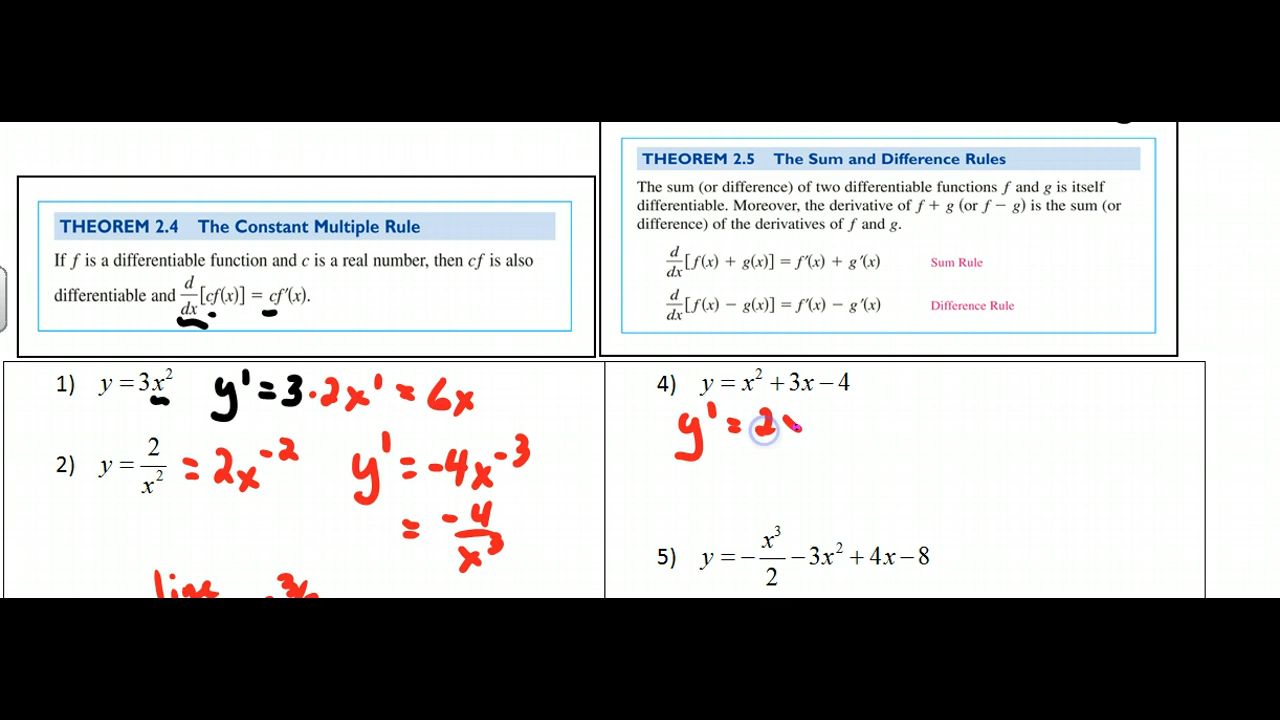 THEOREM 2.4 The Constant Multiple Rule
If f is a differentiable function and c is a real number, then cf is also
differentiable and d/dx [cf(x)] = cf′(x).
THEOREM 2.5 The Sum and Difference Rules
The sum (or difference) of two differentiable functions f and g is itself
differentiable. Moreover, the derivative of f + g (or f − g) is the sum (or
difference) of the derivatives of f and g.
d/dx [f(x) + g(x)] = f′(x) + g′(x) Sum Rule
d/dx [f(x) − g(x)] = f′(x) − g′(x) Difference Rule
1) y = 3x² y' = 3 · 2x' = 6x
2) y = 2/x² = 2x⁻² y' = -4x⁻³
= -4/x³
4) y = x² + 3x − 4
y' = 2
5) y = −x³/2 − 3x² + 4x − 8